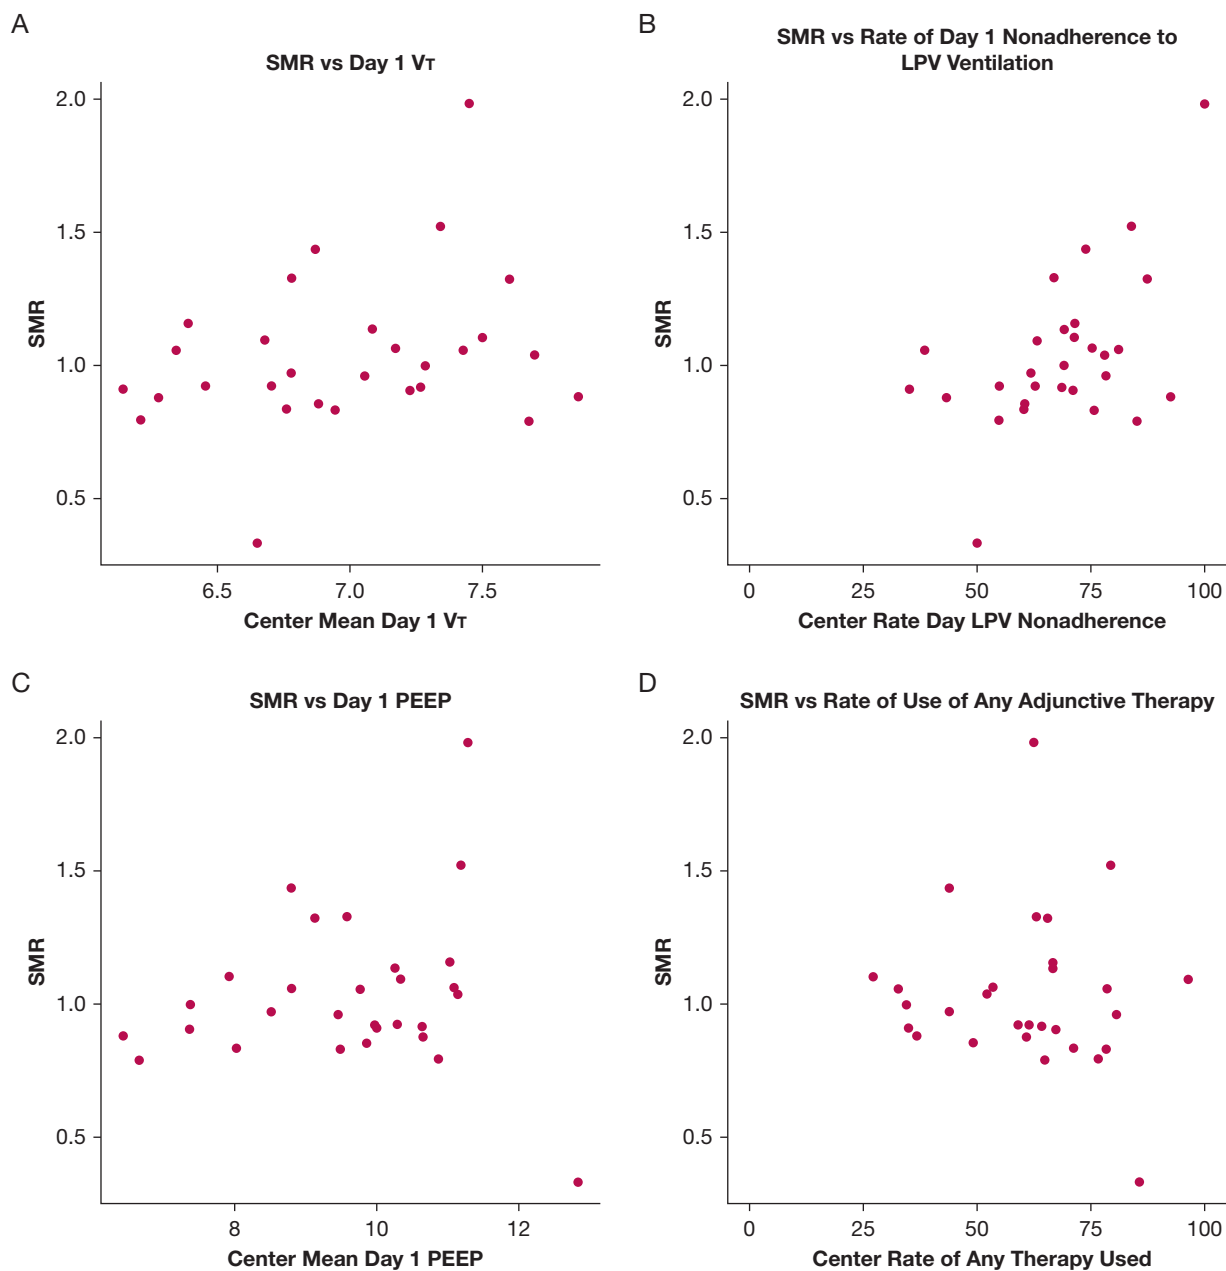 A
SMR vs Day 1 VT
2.0
1.5
1.0
0.5
SMR
6.5 7.0 7.5
Center Mean Day 1 VT
B
SMR vs Rate of Day 1 Nonadherence to
LPV Ventilation
2.0
1.5
1.0
0.5
SMR
0 25 50 75 100
Center Rate Day LPV Nonadherence
C
SMR vs Day 1 PEEP
2.0
1.5
1.0
0.5
SMR
8 10 12
Center Mean Day 1 PEEP
D
SMR vs Rate of Use of Any Adjunctive Therapy
2.0
1.5
1.0
0.5
SMR
0 25 50 75 100
Center Rate of Any Therapy Used